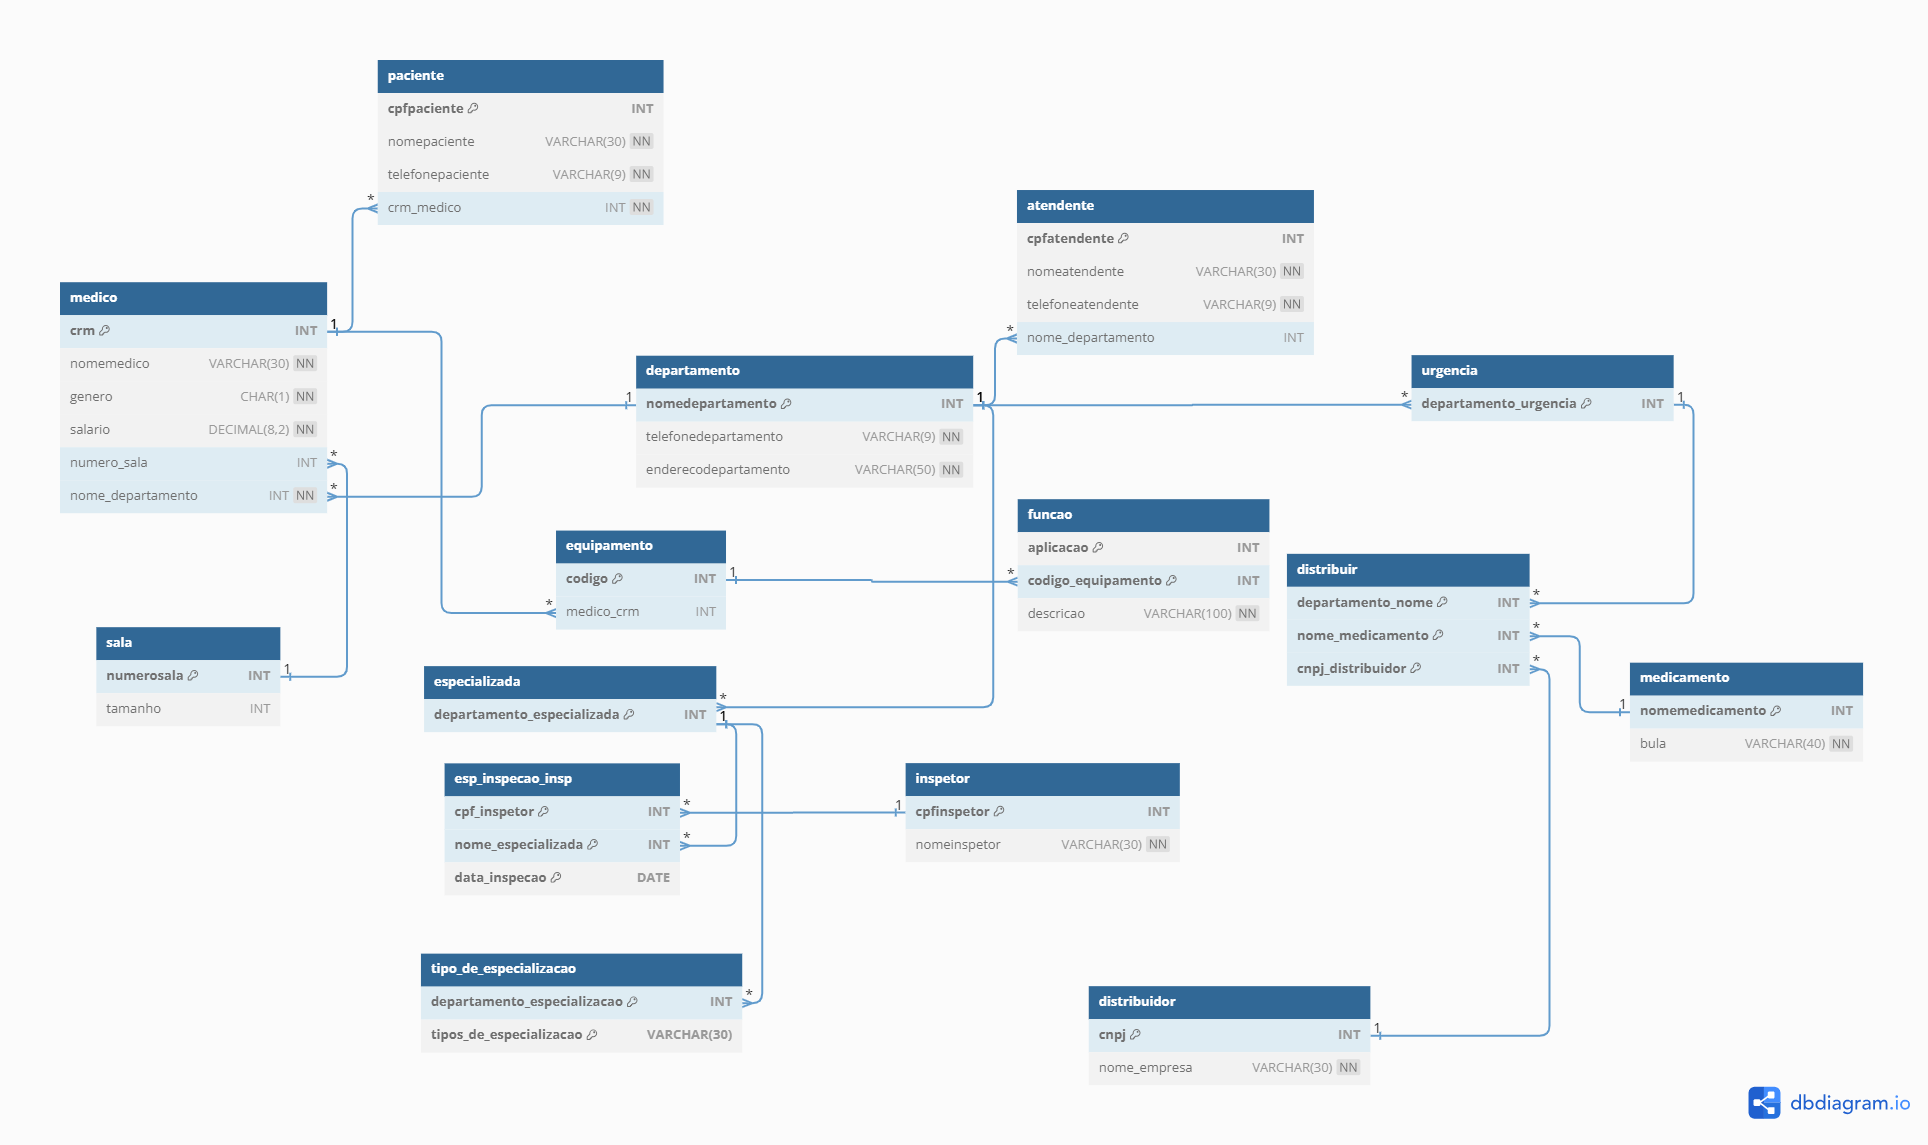 paciente
cpfpaciente INT
nomepaciente VARCHAR(30) NN
telefonepaciente VARCHAR(9) NN
* crm_medico INT NN
atendente
cpfatendente INT
nomeatendente VARCHAR(30) NN
telefoneatendente VARCHAR(9) NN
* nome_departamento INT
medico
crm INT 1
nomemedico VARCHAR(30) NN
genero CHAR(1) NN
salario DECIMAL(8,2) NN
numero_sala INT *
nome_departamento INT NN *
departamento
1 nomedepartamento INT 1
telefonedepartamento VARCHAR(9) NN
enderecodepartamento VARCHAR(50) NN
urgencia
* departamento_urgencia INT 1
equipamento
codigo INT 1
* medico_crm INT
funcao
aplicacao INT
* codigo_equipamento INT
descricao VARCHAR(100) NN
distribuir
departamento_nome INT *
nome_medicamento INT *
cnpj_distribuidor INT *
sala
numerosala INT 1
tamanho INT
especializada
*
departamento_especializada INT 1
medicamento
1 nomemedicamento INT
bula VARCHAR(40) NN
esp_inspecao_insp
cpf_inspetor INT *
nome_especializada INT *
data_inspecao DATE
inspetor
1 cpfinspetor INT
nomeinspetor VARCHAR(30) NN
tipo_de_especializacao
departamento_especializacao INT *
tipos_de_especializacao VARCHAR(30)
distribuidor
cnpj INT 1
nome_empresa VARCHAR(30) NN
dbdiagram.io